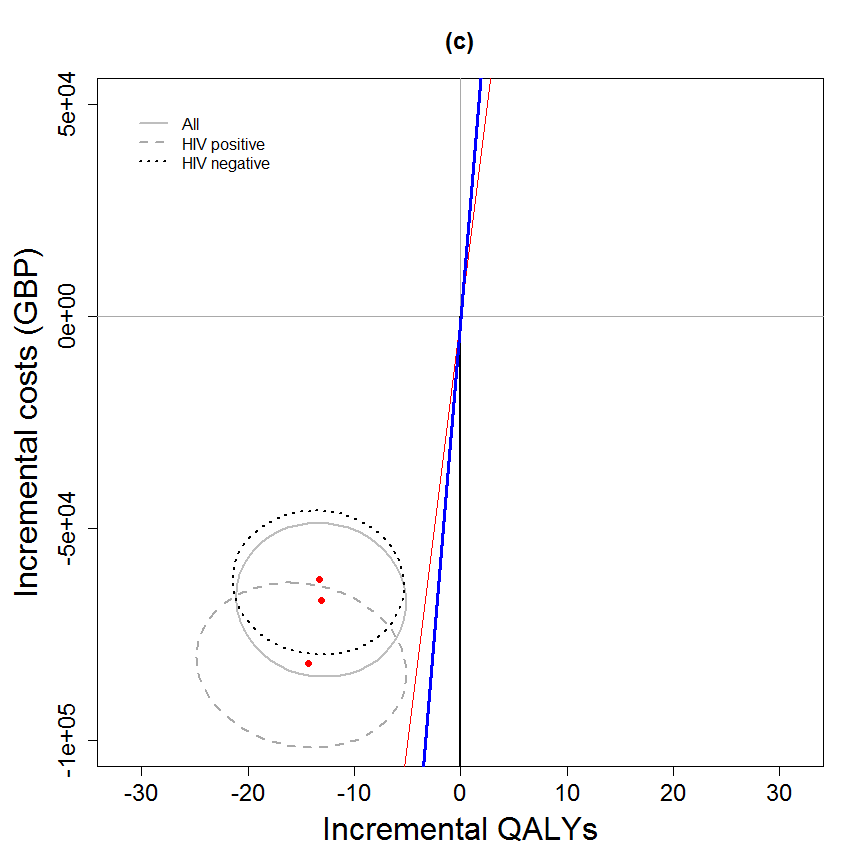 (c)
All
HIV positive
HIV negative
Incremental costs (GBP)
5e+04
0e+00
-5e+04
-1e+05
-30 -20 -10 0 10 20 30
Incremental QALYs